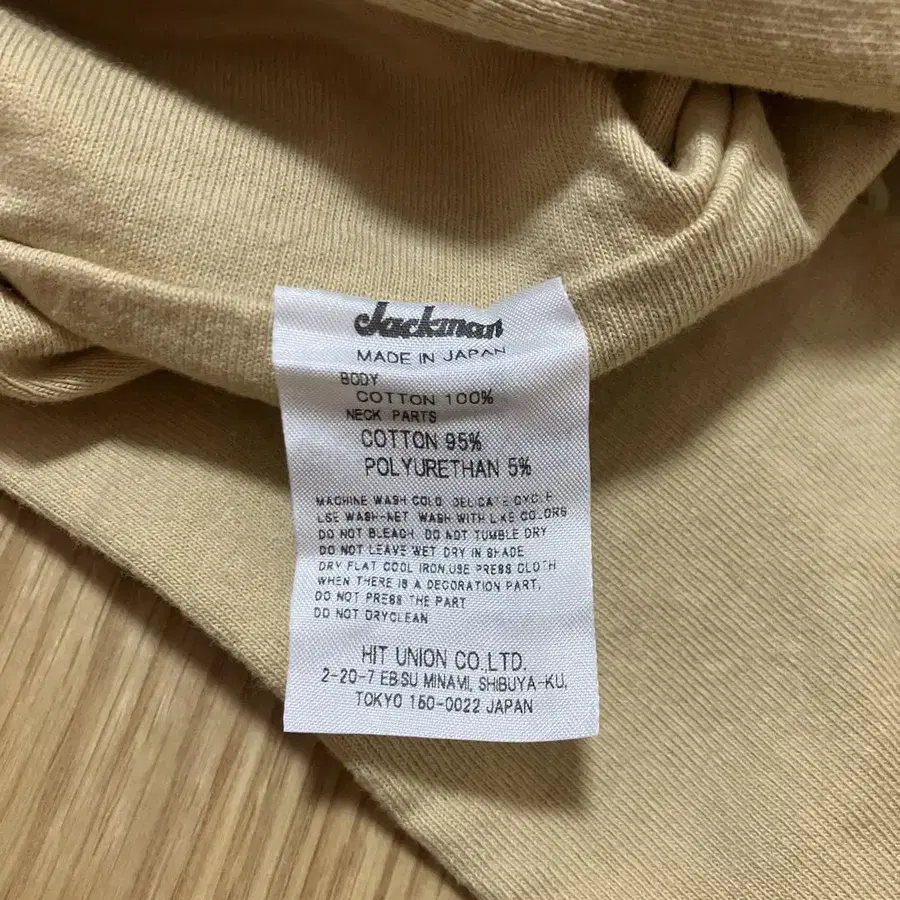 Jackman
MADE IN JAPAN
BODY
COTTON 100%
NECK PARTS
COTTON 95%
POLYURETHAN 5%
MACHINE WASH COLD DELICATE CYCLE
USE WASH-NET WASH WITH LIKE COLORS
DO NOT BLEACH DO NOT TUMBLE DRY
DO NOT LEAVE WET DRY IN SHADE
DRY FLAT COOL IRON,USE PRESS CLOTH
WHEN THERE IS A DECORATION PART,
DO NOT PRESS THE PART
DO NOT DRYCLEAN
HIT UNION CO.,LTD.
2-20-7 EBISU MINAMI, SHIBUYA-KU,
TOKYO 150-0022 JAPAN